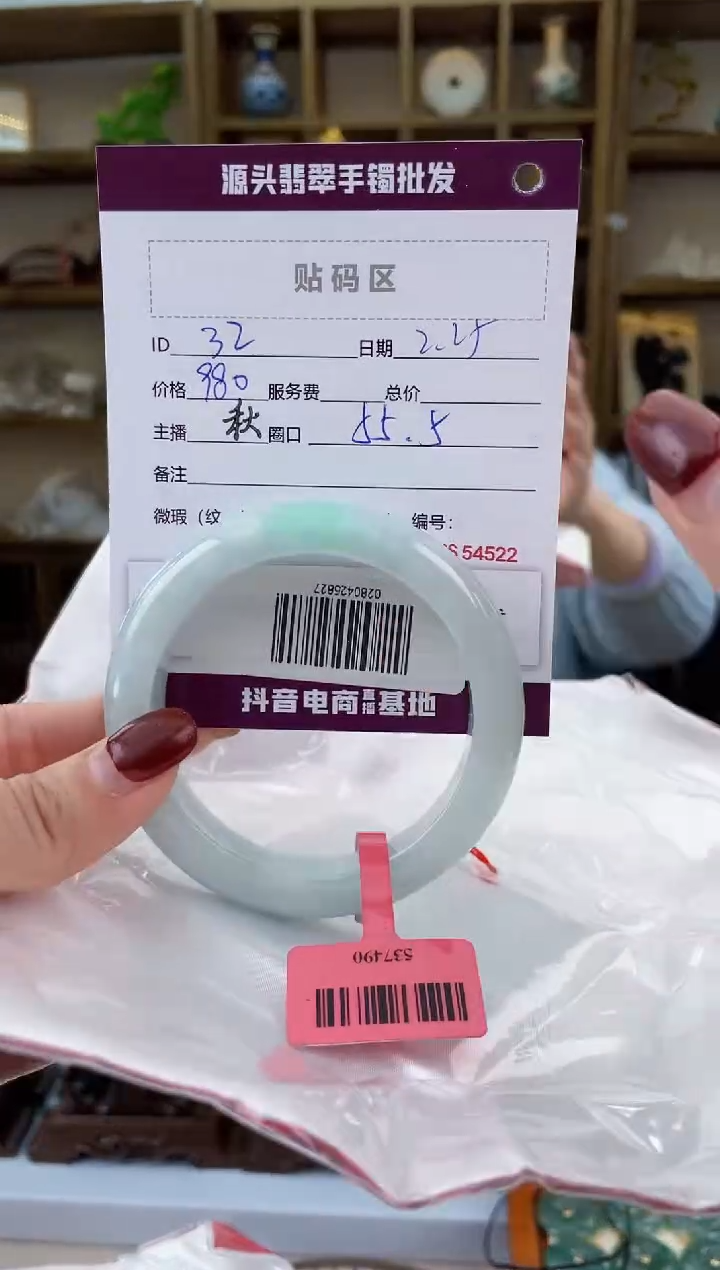 源头翡翠手镯批发
贴码区
ID 32 日期 2.25
价格 980 服务费 总价
主播 秋 圈口 55.5
备注
微瑕（纹 编号：
54522
0280425827
抖音电商直播基地
537490